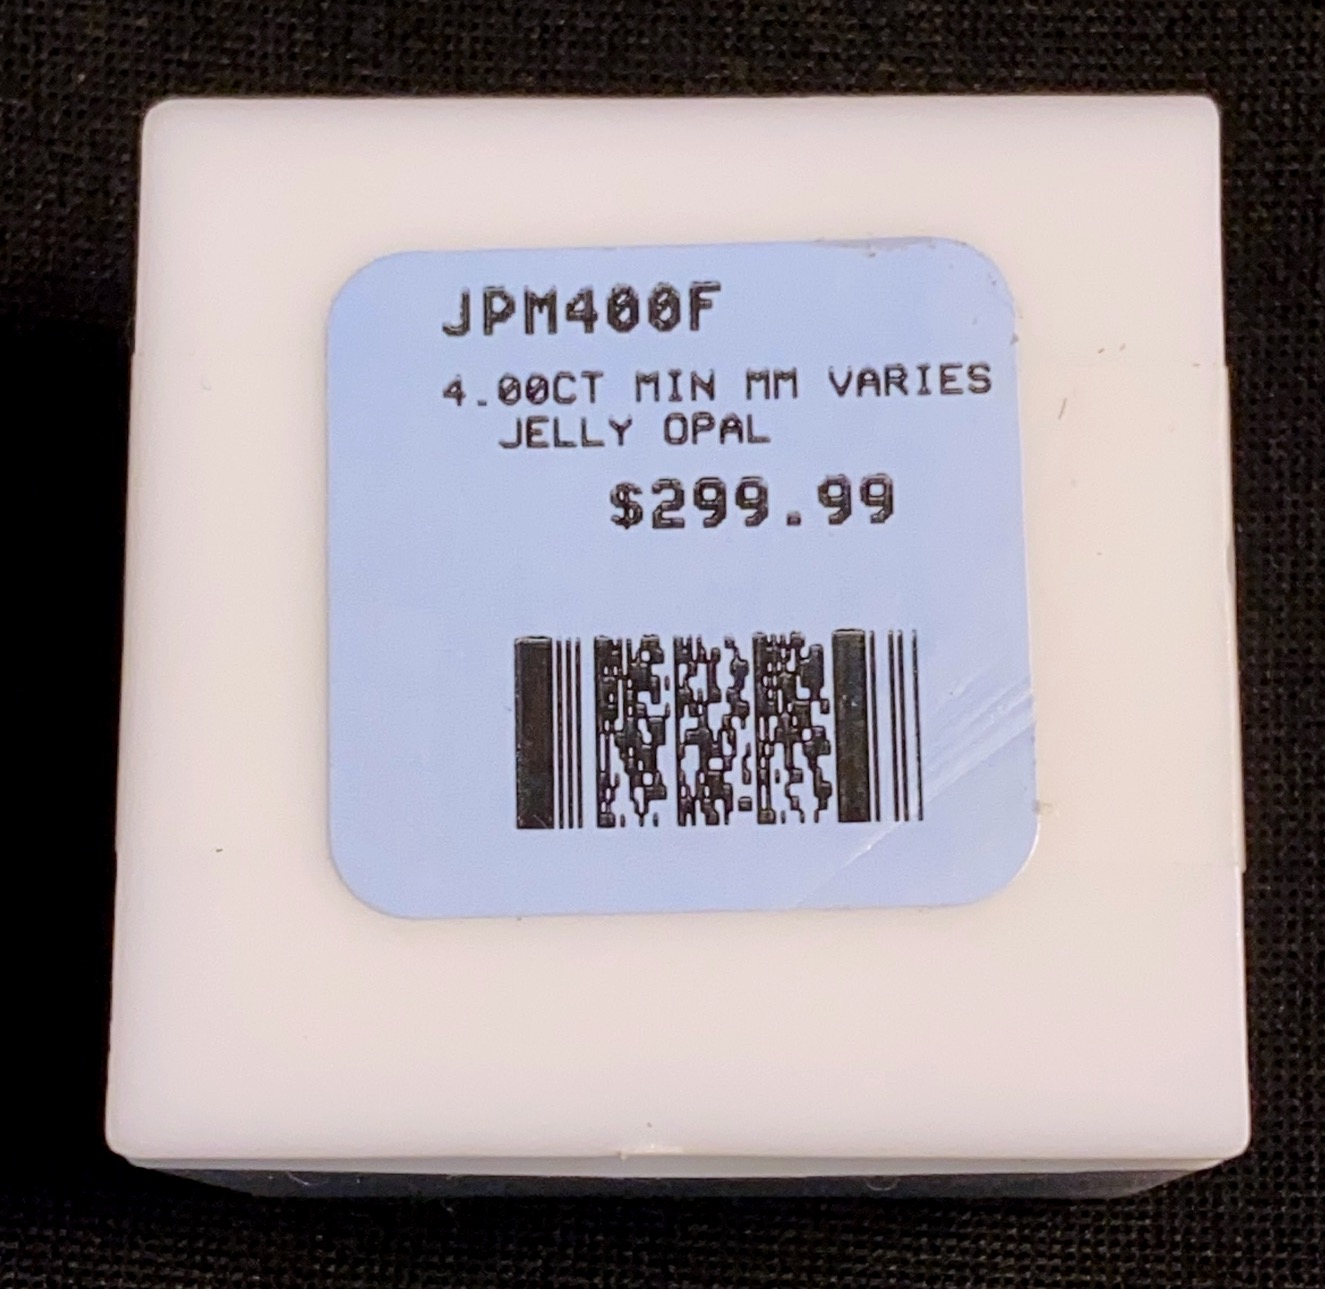 JPM400F
4.00CT MIN MM VARIES
JELLY OPAL
$299.99